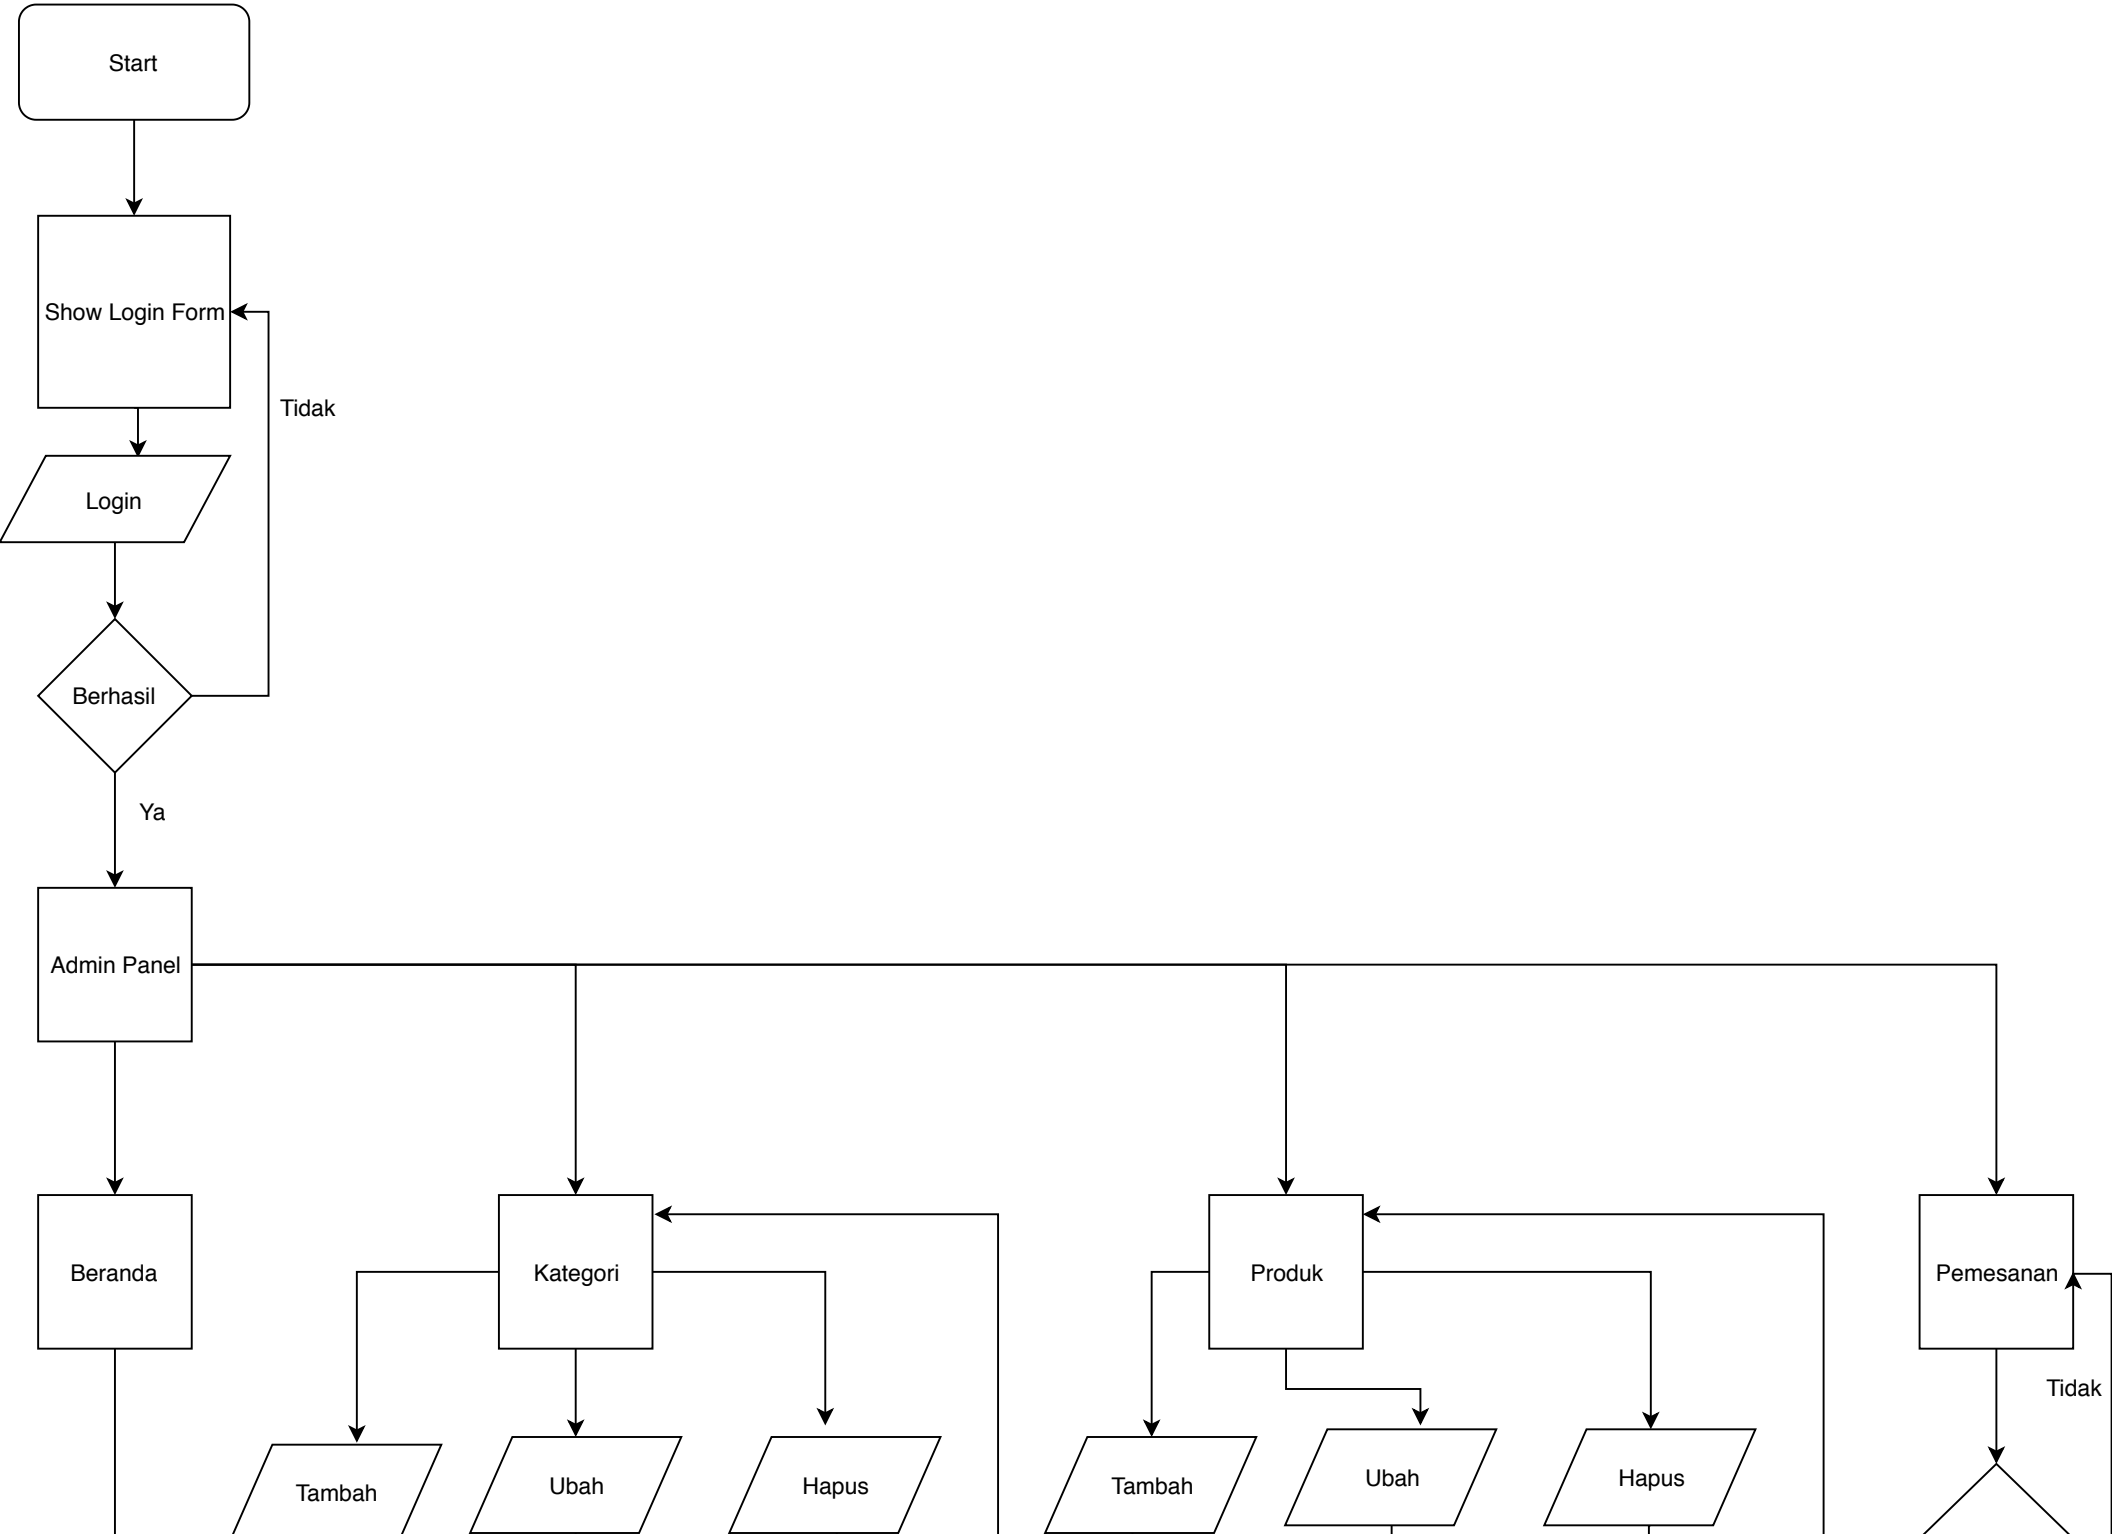 Start
Show Login Form
Tidak
Login
Berhasil
Ya
Admin Panel
Beranda
Kategori
Produk
Pemesanan
Tidak
Tambah
Ubah
Hapus
Tambah
Ubah
Hapus